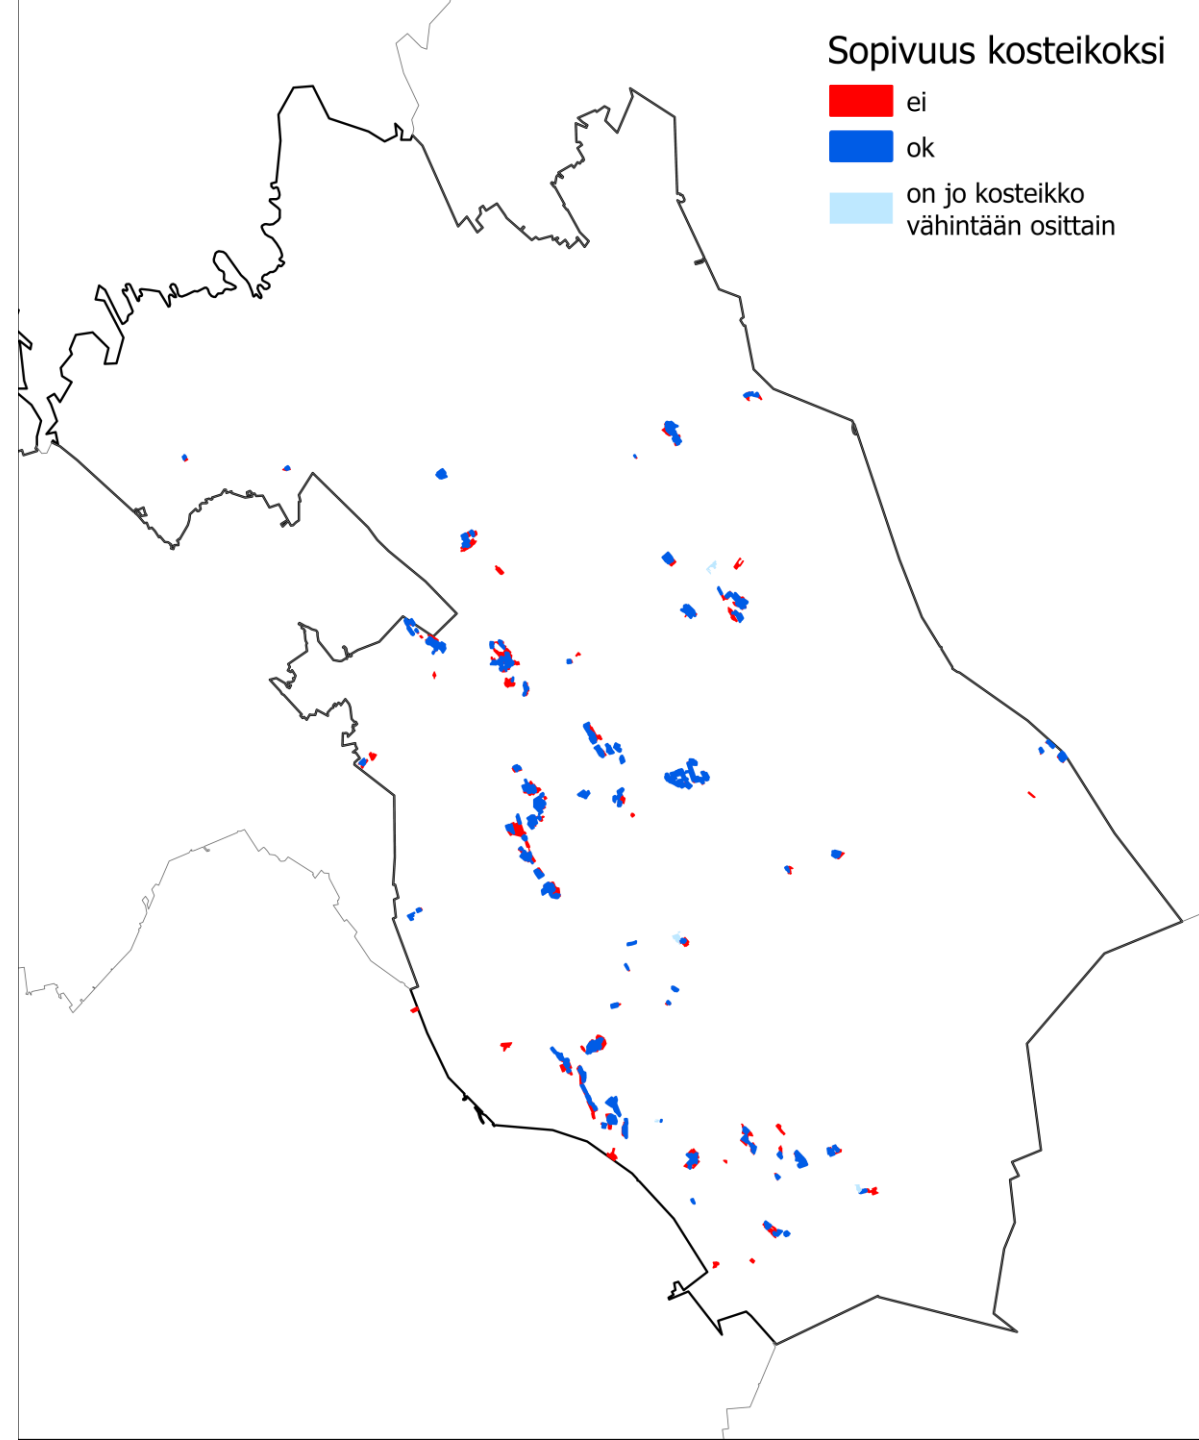 Sopivuus kosteikoksi
ei
ok
on jo kosteikko
vähintään osittain